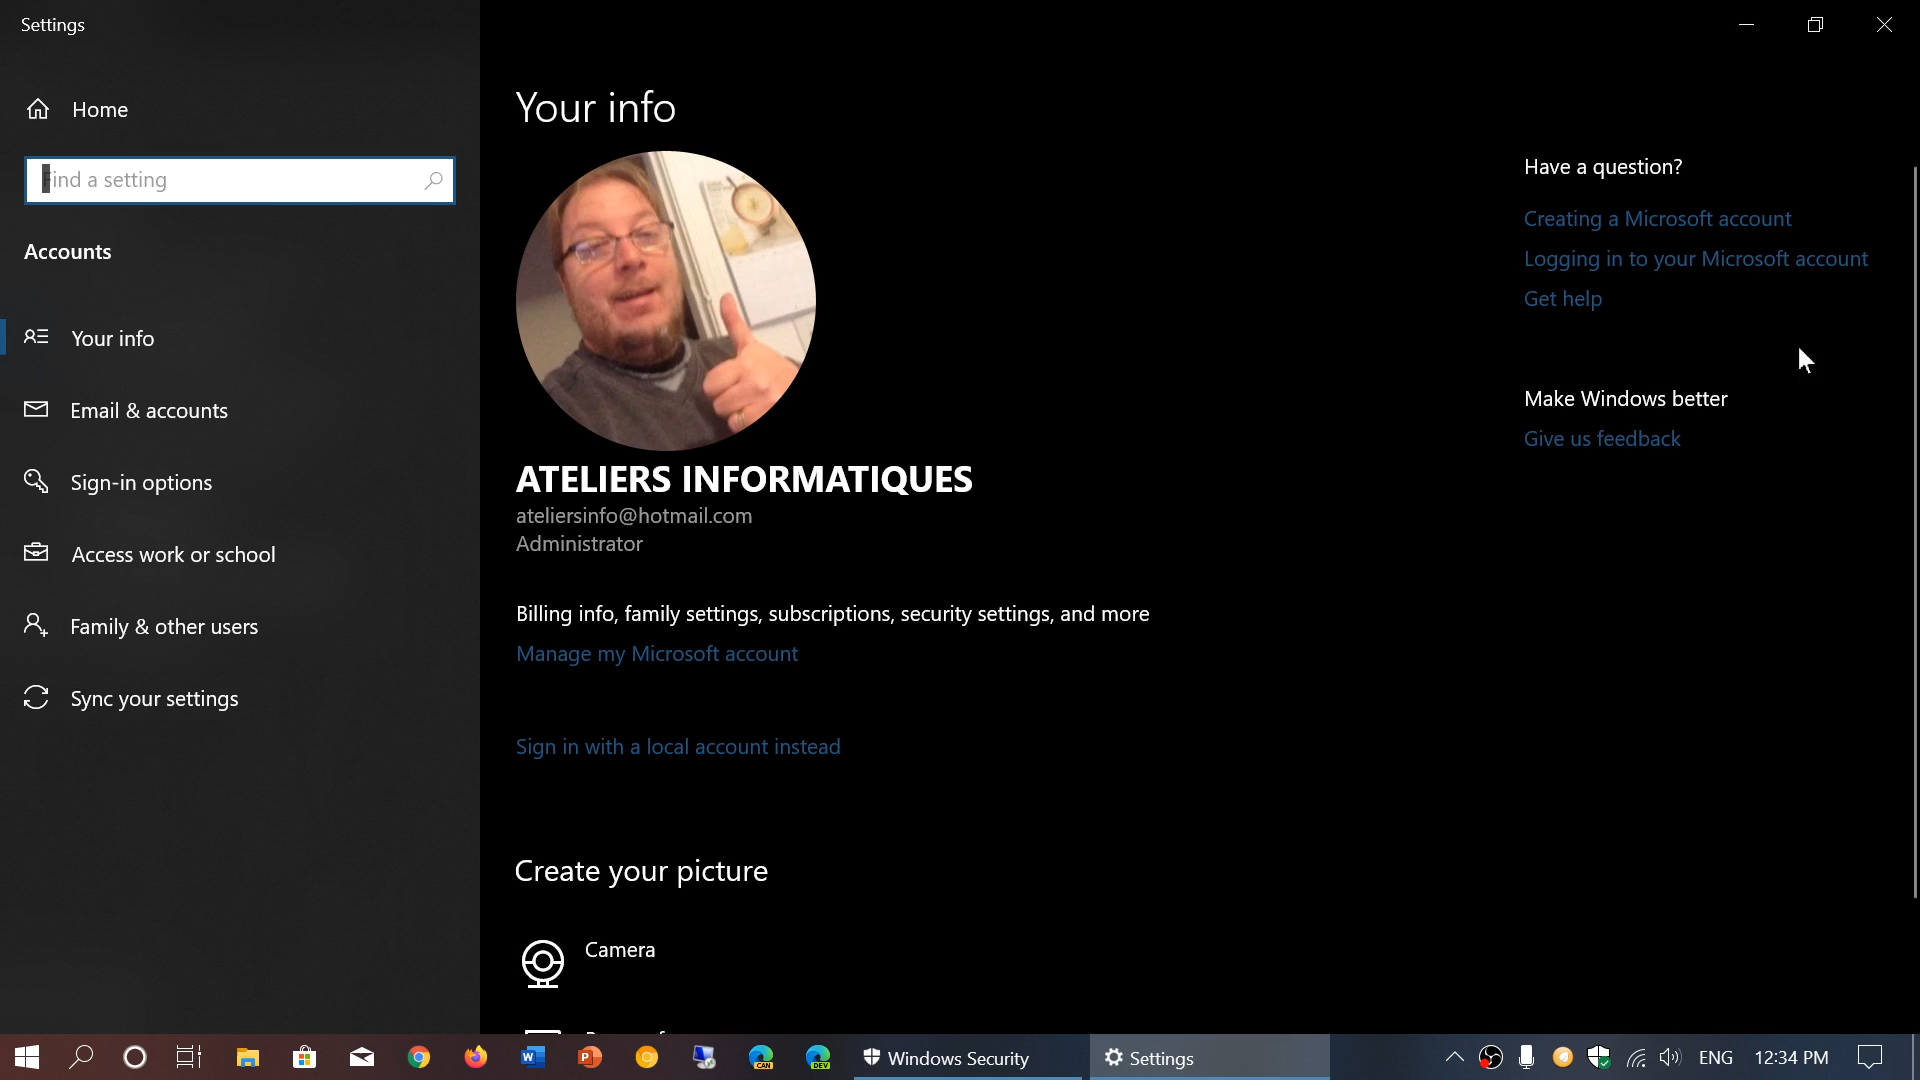 Settings
Home
Find a setting
Accounts
Your info
Email & accounts
Sign-in options
Access work or school
Family & other users
Sync your settings
Your info
ATELIERS INFORMATIQUES
ateliersinfo@hotmail.com
Administrator
Billing info, family settings, subscriptions, security settings, and more
Manage my Microsoft account
Sign in with a local account instead
Create your picture
Camera
Have a question?
Creating a Microsoft account
Logging in to your Microsoft account
Get help
Make Windows better
Give us feedback
W
P
CAN
DEV
Windows Security
Settings
ENG
12:34 PM